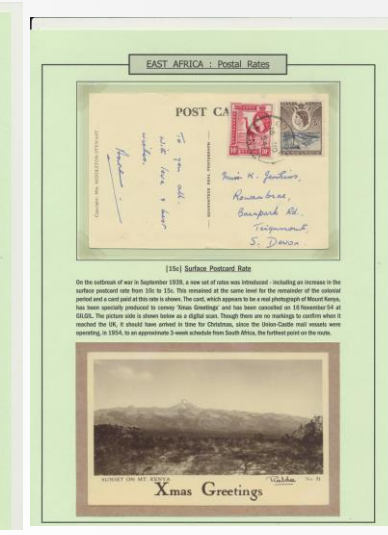 EAST AFRICA : Postal Rates
POST CA
To you all -
with love & best
wishes.
Copyright: Mrs. MIDDLETON-STEWART
Miss K. Jenkins,
Rowanbrae,
Barnpark Rd.
Teignmouth,
S. Devon.
[15c] Surface Postcard Rate
On the outbreak of war in September 1939, a new set of rates was introduced - including an increase in the
surface postcard rate from 10c to 15c. This remained at the same level for the remainder of the colonial
period and a card paid at this rate is shown. The card, which appears to be a real photograph of Mount Kenya,
has been specially produced to convey 'Xmas Greetings' and has been cancelled on 16 November 54 at
GILGIL. The picture side is shown below as a digital scan. Though there are no markings to confirm when it
reached the UK, it should have arrived in time for Christmas, since the Union-Castle mail vessels were
operating, in 1954, to an approximate 3-week schedule from South Africa, the furthest point on the route.
SUNSET ON MT. KENYA
No. 51
Xmas Greetings